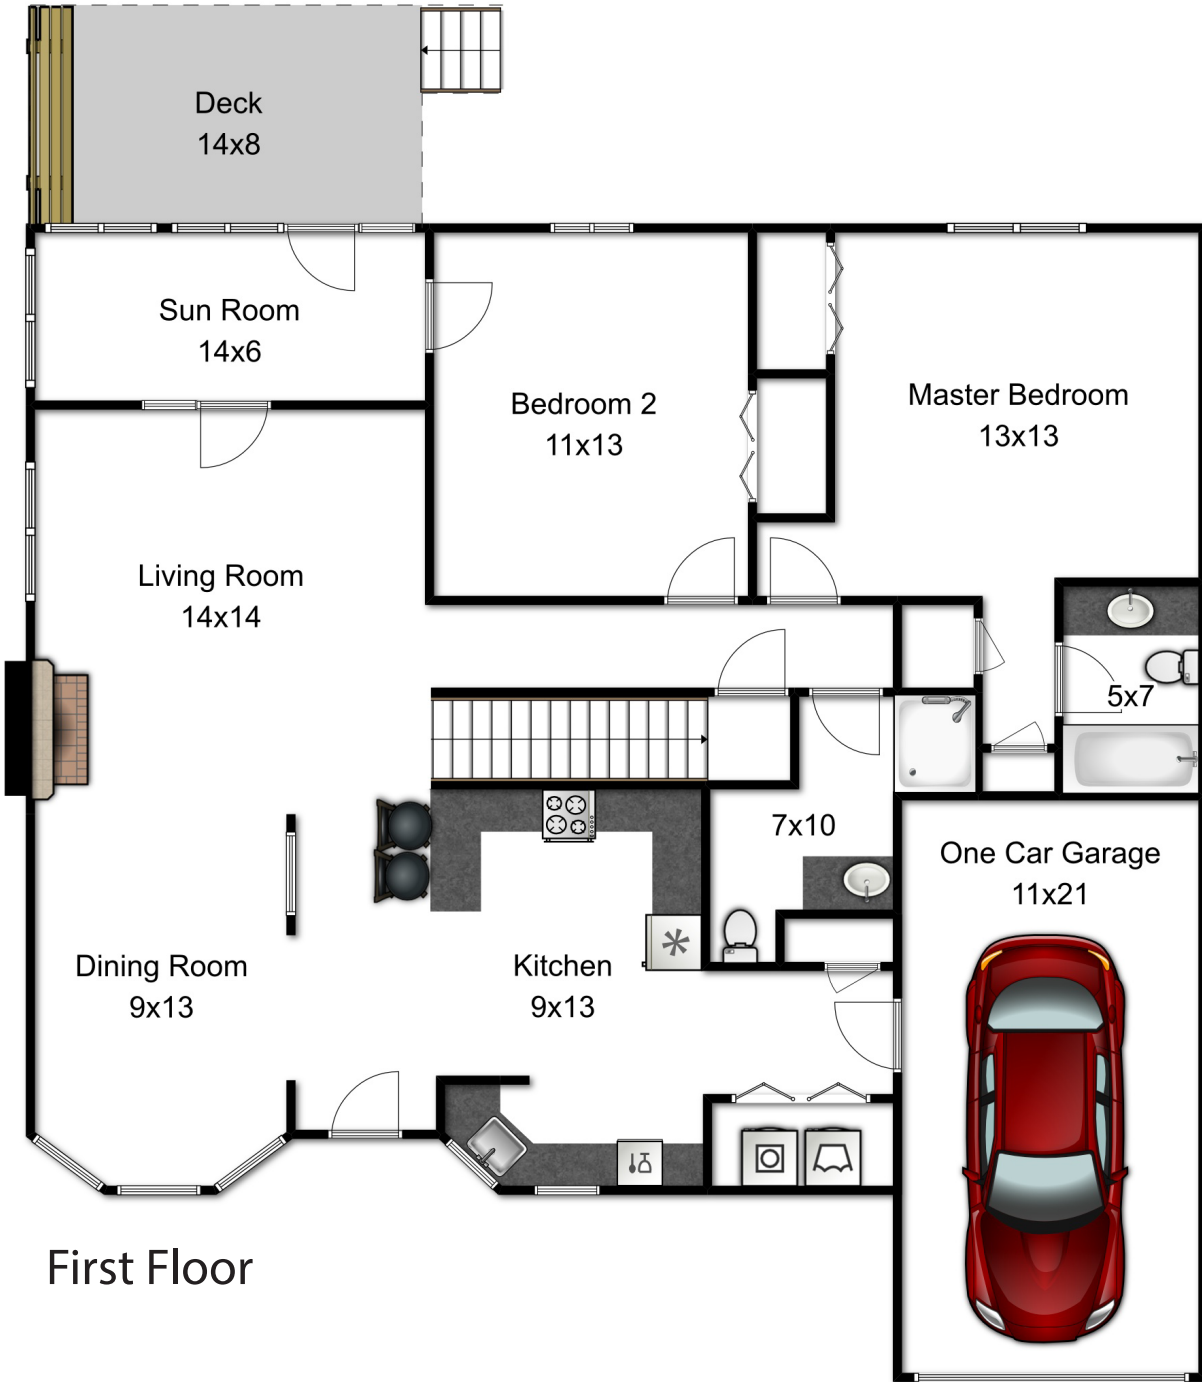 Deck
14x8
Sun Room
14x6
Bedroom 2
11x13
Master Bedroom
13x13
Living Room
14x14
5x7
7x10
One Car Garage
11x21
Dining Room
9x13
Kitchen
9x13
First Floor